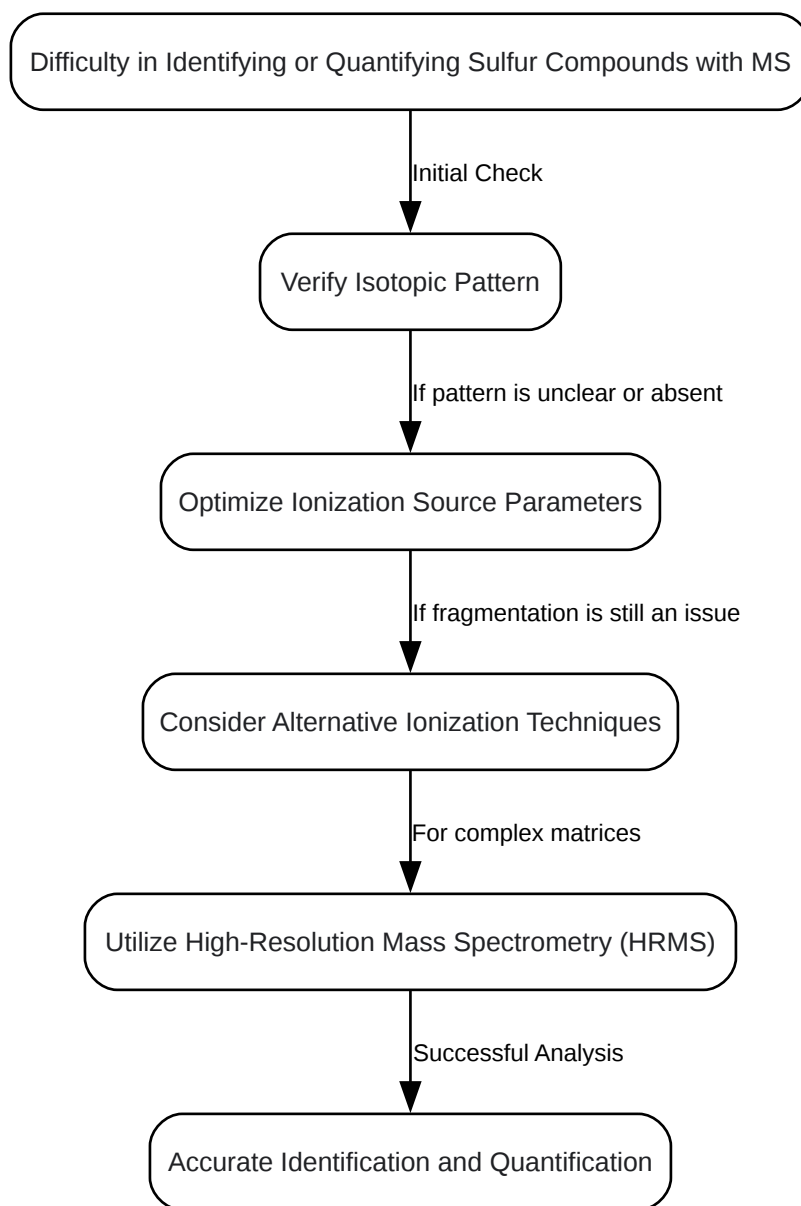 Difficulty in Identifying or Quantifying Sulfur Compounds with MS
Initial Check
Verify Isotopic Pattern
If pattern is unclear or absent
Optimize Ionization Source Parameters
If fragmentation is still an issue
Consider Alternative Ionization Techniques
For complex matrices
Utilize High-Resolution Mass Spectrometry (HRMS)
Successful Analysis
Accurate Identification and Quantification